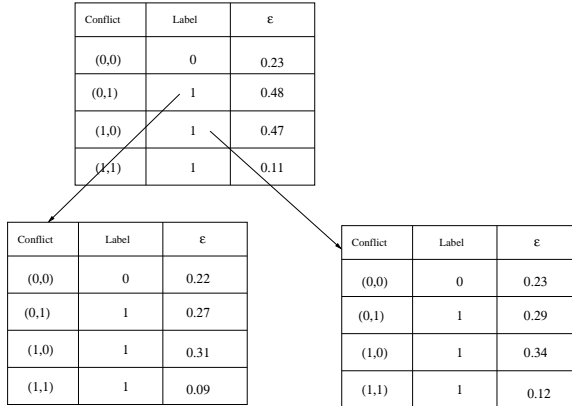 Conflict Label ε
(0,0) 0 0.23
(0,1) 1 0.48
(1,0) 1 0.47
(1,1) 1 0.11
Conflict Label ε
(0,0) 0 0.22
(0,1) 1 0.27
(1,0) 1 0.31
(1,1) 1 0.09
Conflict Label ε
(0,0) 0 0.23
(0,1) 1 0.29
(1,0) 1 0.34
(1,1) 1 0.12